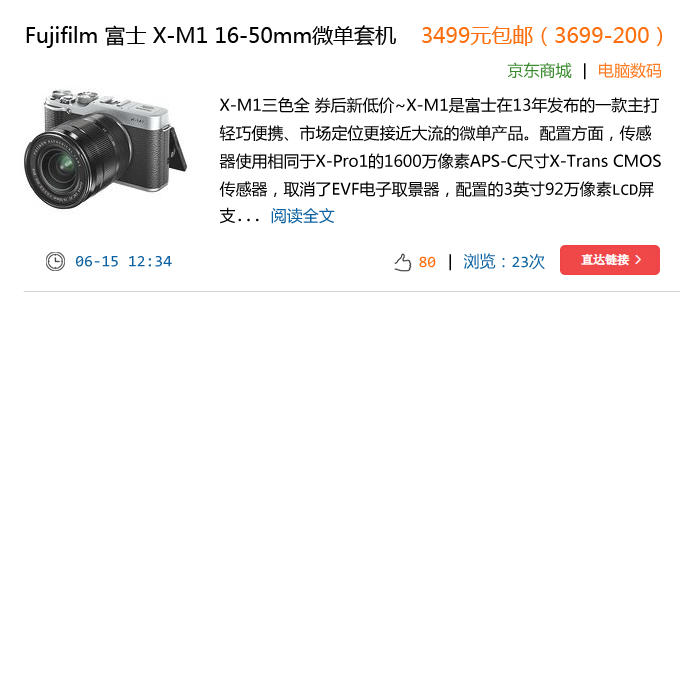 Fujifilm 富士 X-M1 16-50mm微单套机 3499元包邮（3699-200）
京东商城 | 电脑数码
X-M1三色全 券后新低价~X-M1是富士在13年发布的一款主打
轻巧便携、市场定位更接近大流的微单产品。配置方面，传感
器使用相同于X-Pro1的1600万像素APS-C尺寸X-Trans CMOS
传感器，取消了EVF电子取景器，配置的3英寸92万像素LCD屏
支... 阅读全文
06-15 12:34 80 | 浏览：23次 直达链接 >